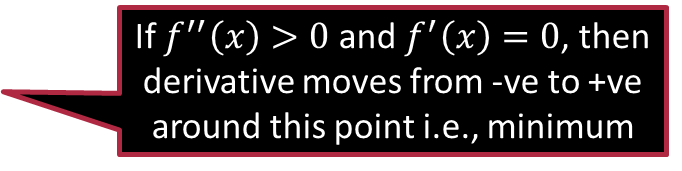 If f''(x) > 0 and f'(x) = 0, then
derivative moves from -ve to +ve
around this point i.e., minimum